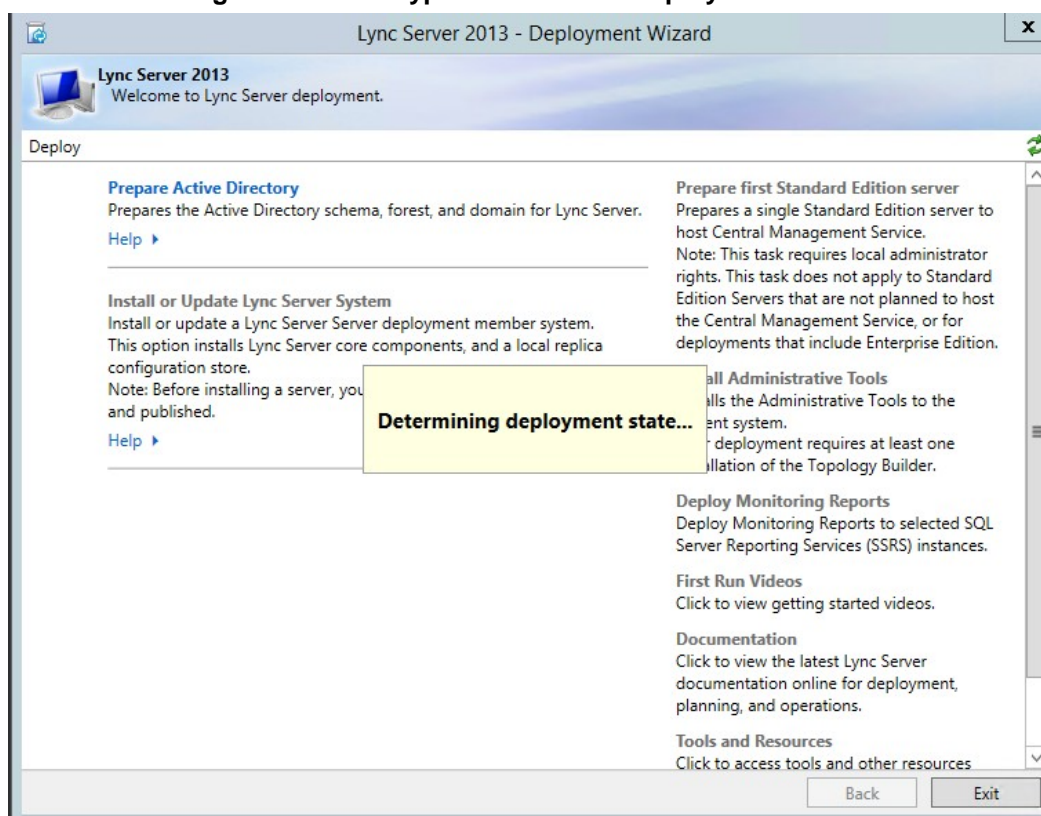 Lync Server 2013 - Deployment Wizard
x
Lync Server 2013
Welcome to Lync Server deployment.
Deploy
Prepare Active Directory
Prepares the Active Directory schema, forest, and domain for Lync Server.
Help
Install or Update Lync Server System
Install or update a Lync Server Server deployment member system.
This option installs Lync Server core components, and a local replica
configuration store.
Note: Before installing a server, you
and published.
Help
Determining deployment state...
Prepare first Standard Edition server
Prepares a single Standard Edition server to
host Central Management Service.
Note: This task requires local administrator
rights. This task does not apply to Standard
Edition Servers that are not planned to host
the Central Management Service, or for
deployments that include Enterprise Edition.
all Administrative Tools
alls the Administrative Tools to the
ent system.
deployment requires at least one
llation of the Topology Builder.
Deploy Monitoring Reports
Deploy Monitoring Reports to selected SQL
Server Reporting Services (SSRS) instances.
First Run Videos
Click to view getting started videos.
Documentation
Click to view the latest Lync Server
documentation online for deployment,
planning, and operations.
Tools and Resources
Click to access tools and other resources
Back
Exit